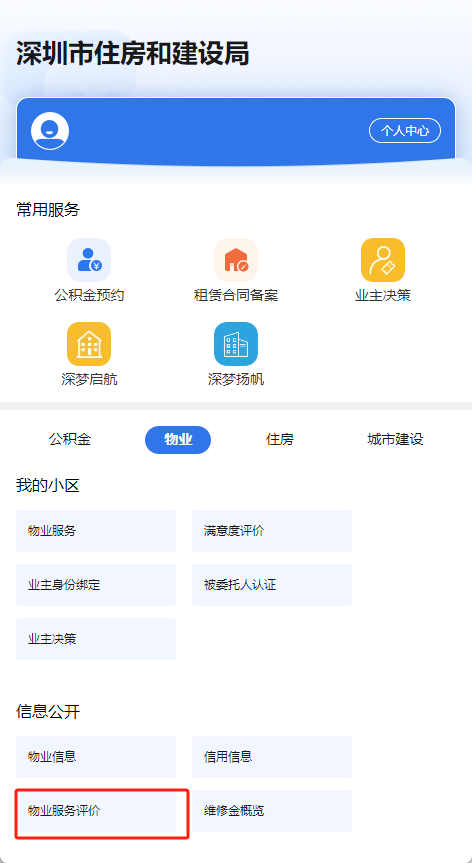 深圳市住房和建设局
个人中心
常用服务
公积金预约
租赁合同备案
业主决策
深梦启航
深梦扬帆
公积金
物业
住房
城市建设
我的小区
物业服务
满意度评价
业主身份绑定
被委托人认证
业主决策
信息公开
物业信息
信用信息
物业服务评价
维修金概览